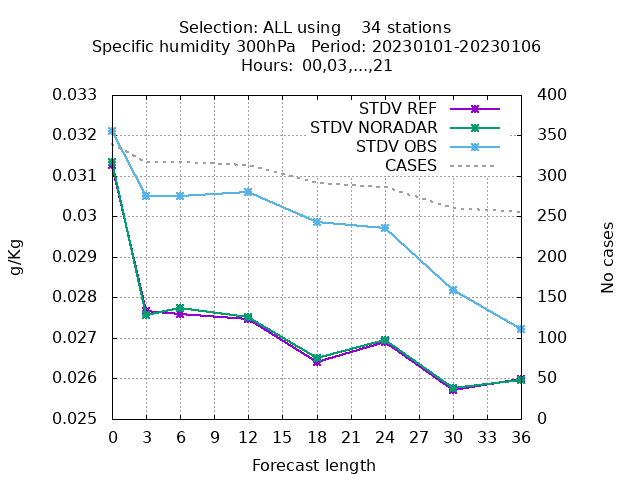 Selection: ALL using    34 stations
Specific humidity 300hPa   Period: 20230101-20230106
Hours:  00,03,...,21
STDV REF
STDV NORADAR
STDV OBS
CASES
g/Kg
0.033
0.032
0.031
0.03
0.029
0.028
0.027
0.026
0.025
400
350
300
250
200
150
100
50
0
No cases
0 3 6 9 12 15 18 21 24 27 30 33 36
Forecast length